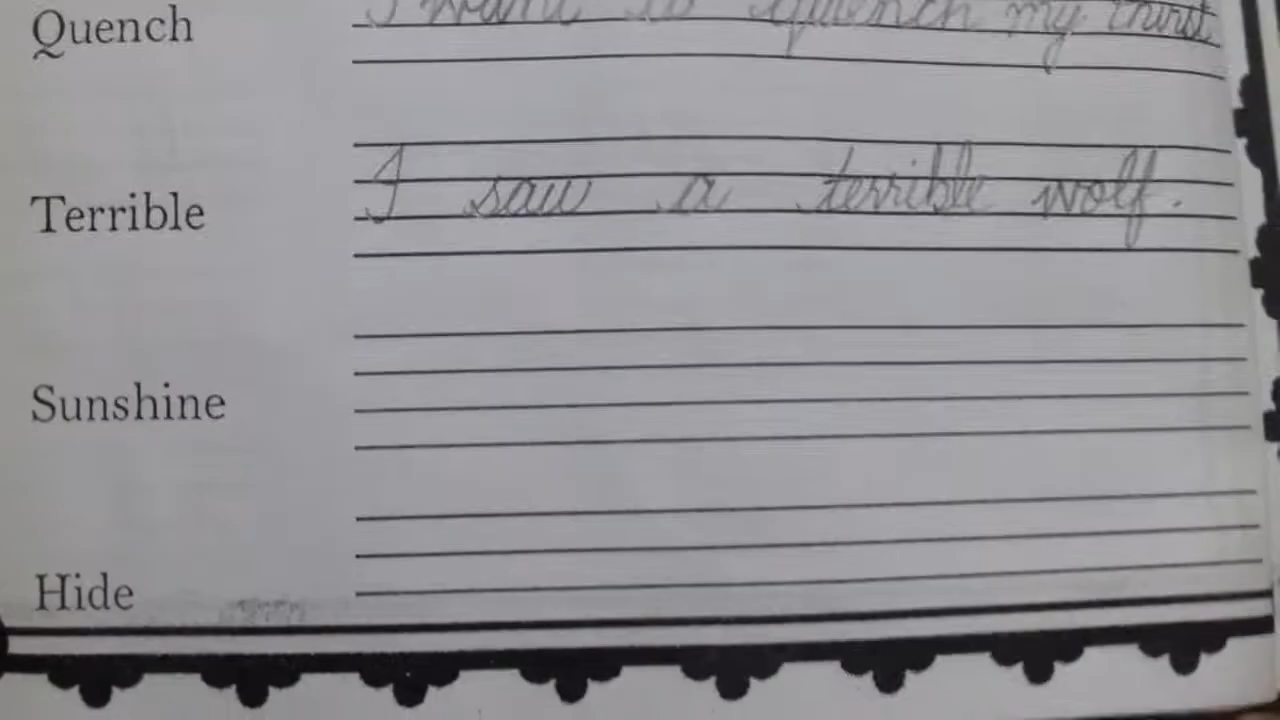 Quench I want to quench my thirst
Terrible I saw a terrible wolf.
Sunshine
Hide